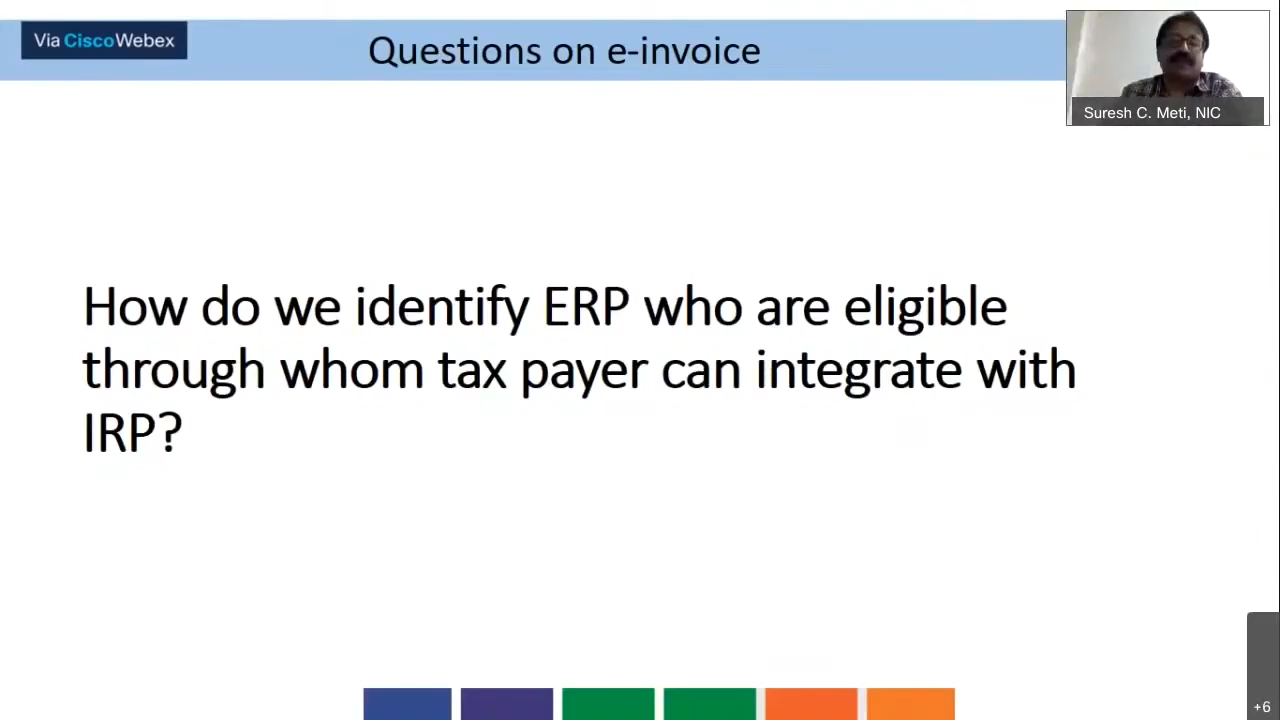 Via CiscoWebex
Questions on e-invoice
Suresh C. Meti, NIC
How do we identify ERP who are eligible
through whom tax payer can integrate with
IRP?
+6